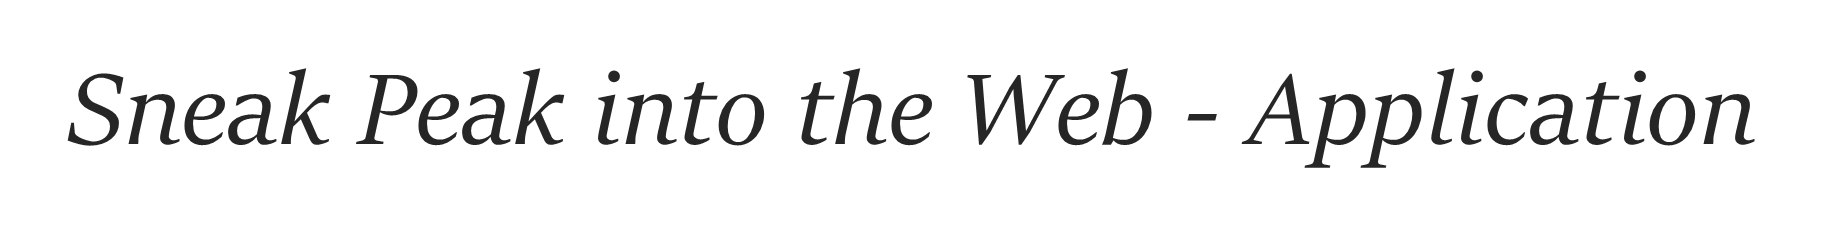 Sneak Peak into the Web - Application